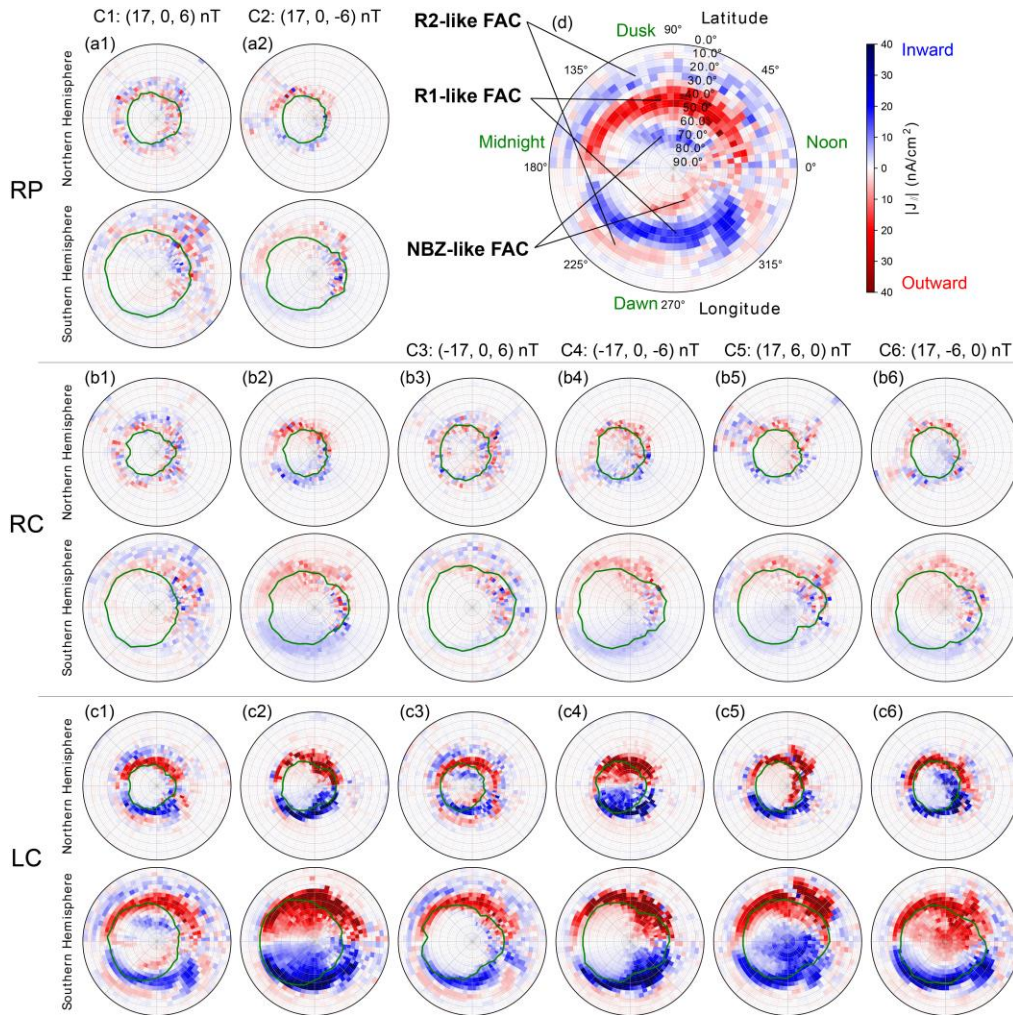 C1: (17, 0, 6) nT
C2: (17, 0, -6) nT
(a1)
(a2)
Northern Hemisphere
Southern Hemisphere
RP
R2-like FAC
(d)
Dusk 90°
Latitude
0.0°
10.0°
20.0°
30.0°
40.0°
50.0°
60.0°
70.0°
80.0°
90.0°
135°
45°
R1-like FAC
Midnight
180°
Noon
0°
NBZ-like FAC
225°
315°
Dawn 270° Longitude
40
30
20
10
0
10
20
30
40
Inward
Outward
|J∥| (nA/cm²)
C3: (-17, 0, 6) nT
C4: (-17, 0, -6) nT
C5: (17, 6, 0) nT
C6: (17, -6, 0) nT
(b1)
(b2)
(b3)
(b4)
(b5)
(b6)
Northern Hemisphere
Southern Hemisphere
RC
(c1)
(c2)
(c3)
(c4)
(c5)
(c6)
Northern Hemisphere
Southern Hemisphere
LC